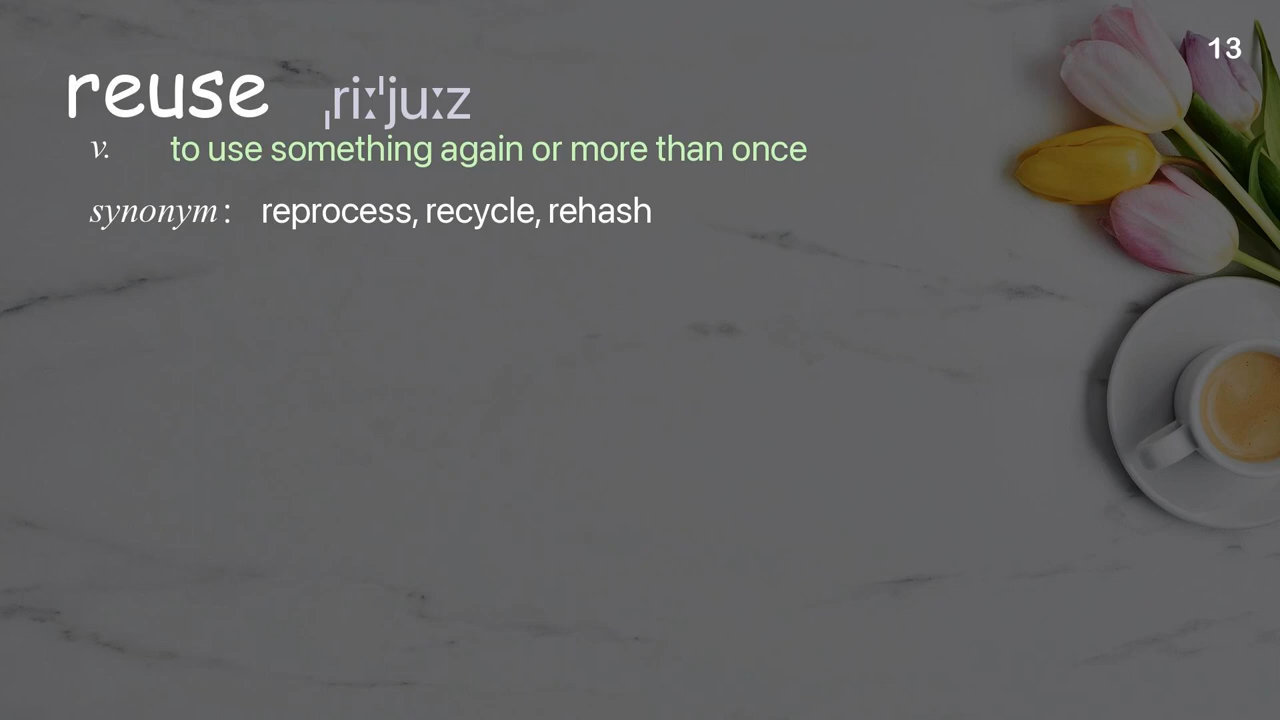 13
reuse ˌriːˈjuːz
v. to use something again or more than once
synonym : reprocess, recycle, rehash